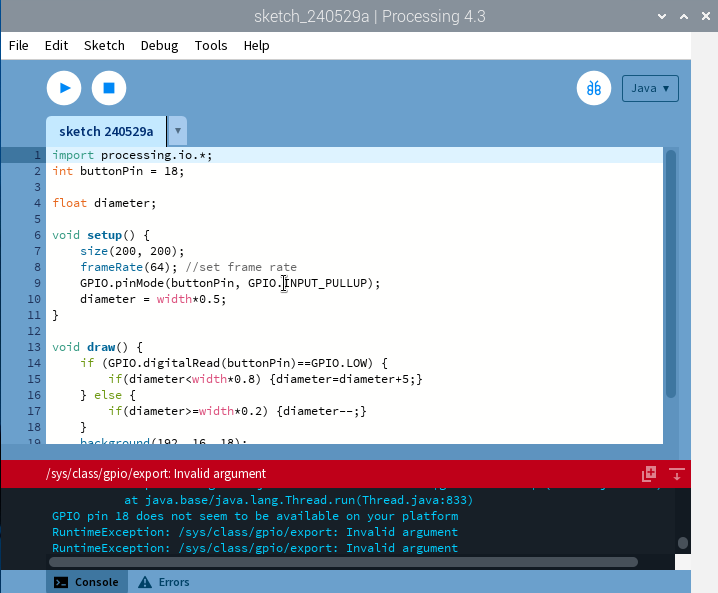 sketch_240529a | Processing 4.3
File Edit Sketch Debug Tools Help
Java ▾
sketch 240529a ▾
1 import processing.io.*;
2 int buttonPin = 18;
3
4 float diameter;
5
6 void setup() {
7 size(200, 200);
8 frameRate(64); //set frame rate
9 GPIO.pinMode(buttonPin, GPIO.INPUT_PULLUP);
10 diameter = width*0.5;
11 }
12
13 void draw() {
14 if (GPIO.digitalRead(buttonPin)==GPIO.LOW) {
15 if(diameter<width*0.8) {diameter=diameter+5;}
16 } else {
17 if(diameter>=width*0.2) {diameter--;}
18 }
19 background(192, 16, 18);
/sys/class/gpio/export: Invalid argument
at java.base/java.lang.Thread.run(Thread.java:833)
GPIO pin 18 does not seem to be available on your platform
RuntimeException: /sys/class/gpio/export: Invalid argument
RuntimeException: /sys/class/gpio/export: Invalid argument
Console Errors